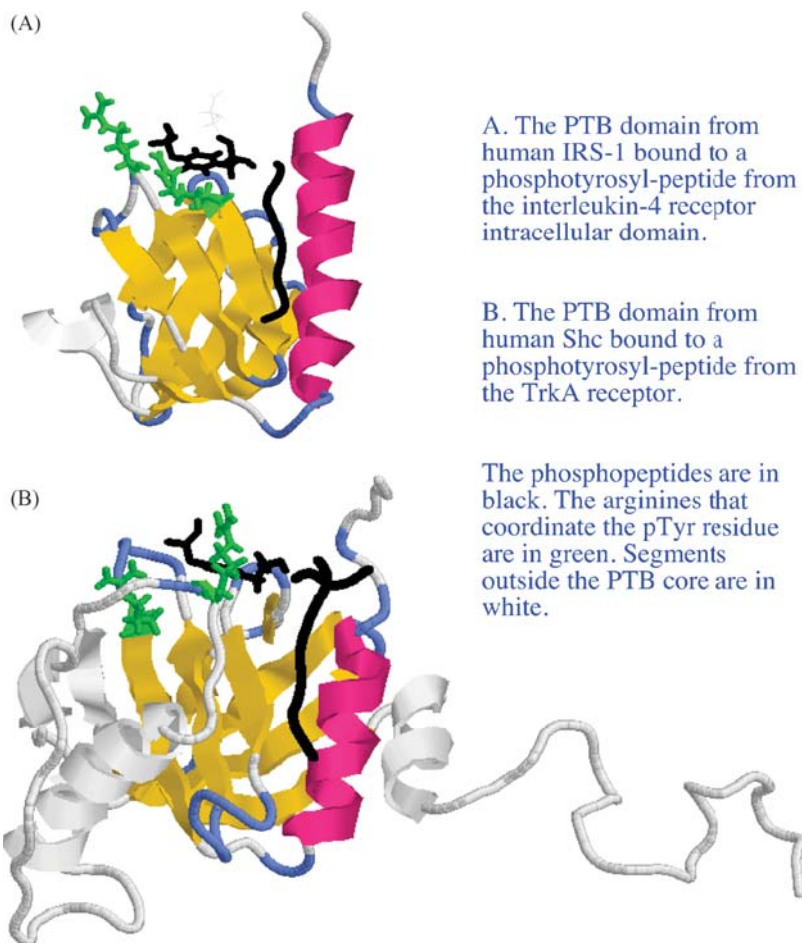 (A)
A. The PTB domain from
human IRS-1 bound to a
phosphotyrosyl-peptide from
the interleukin-4 receptor
intracellular domain.
B. The PTB domain from
human Shc bound to a
phosphotyrosyl-peptide from
the TrkA receptor.
(B)
The phosphopeptides are in
black. The arginines that
coordinate the pTyr residue
are in green. Segments
outside the PTB core are in
white.